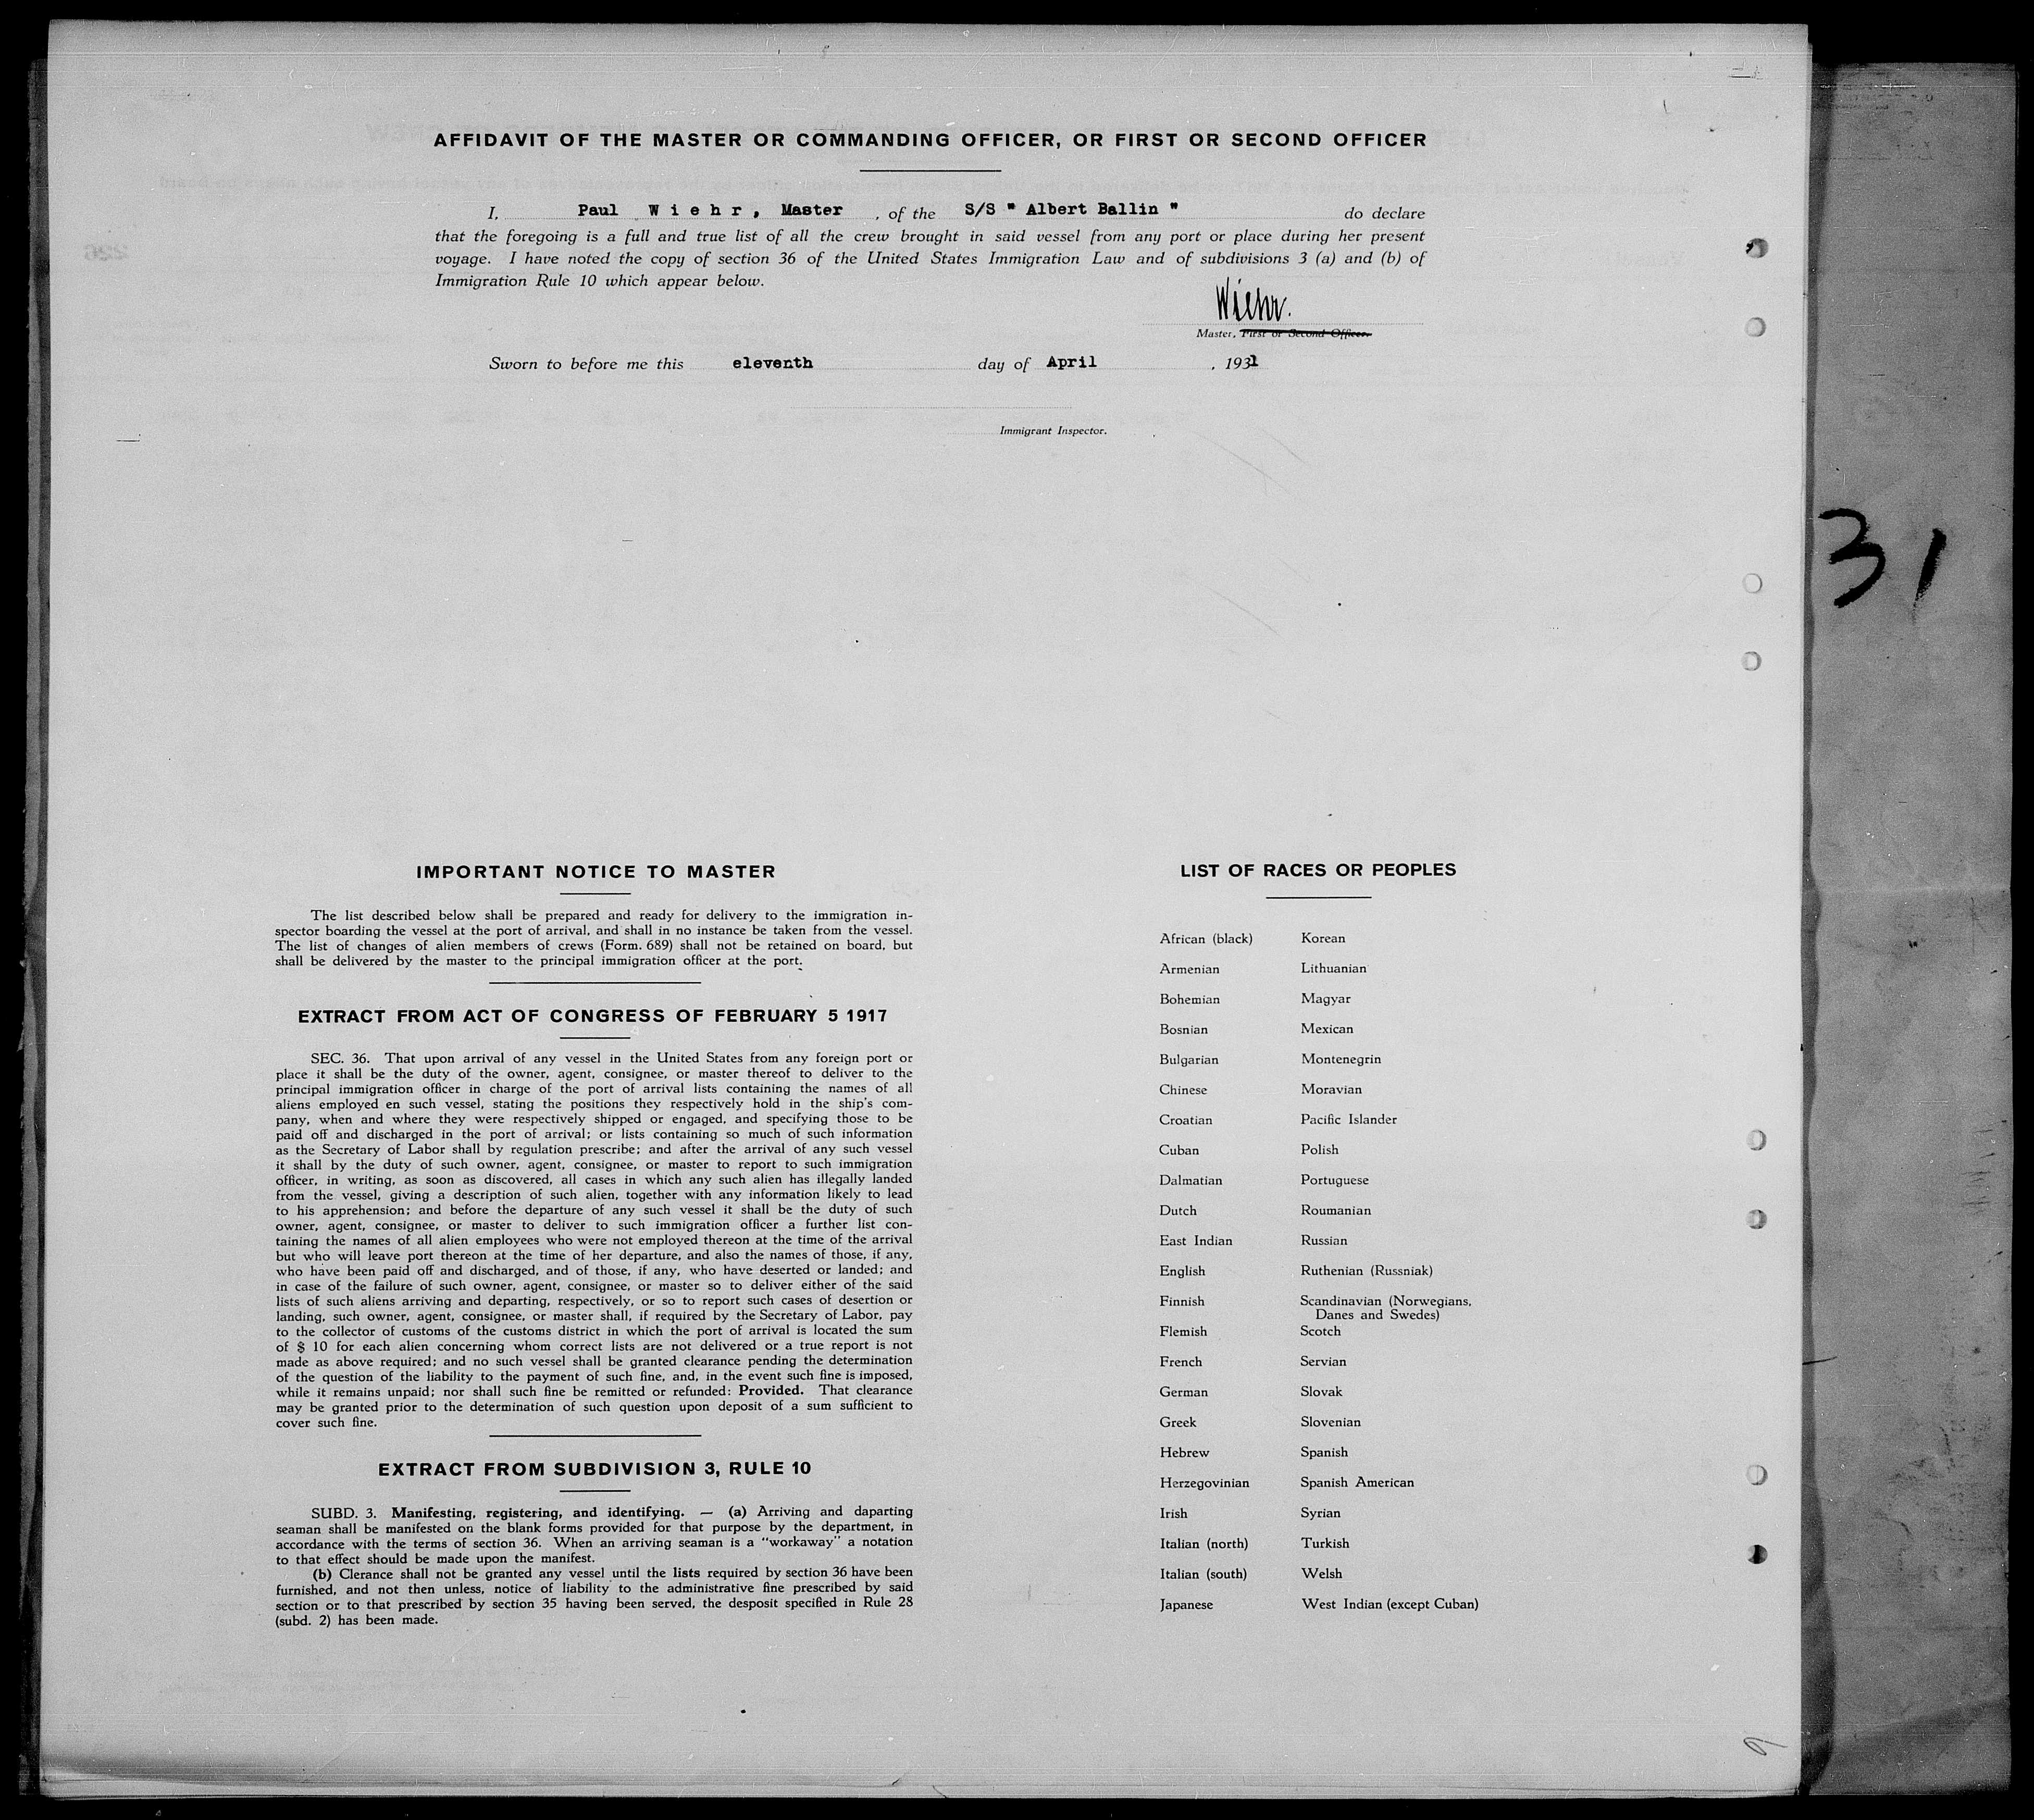 AFFIDAVIT OF THE MASTER OR COMMANDING OFFICER, OR FIRST OR SECOND OFFICER
I, Paul Wiehr, Master , of the S/S " Albert Ballin " do declare
that the foregoing is a full and true list of all the crew brought in said vessel from any port or place during her present
voyage. I have noted the copy of section 36 of the United States Immigration Law and of subdivisions 3 (a) and (b) of
Immigration Rule 10 which appear below.
Wiehr.
Master, First or Second Officer.
Sworn to before me this eleventh day of April , 1931
Immigrant Inspector.
31
IMPORTANT NOTICE TO MASTER
The list described below shall be prepared and ready for delivery to the immigration in-
spector boarding the vessel at the port of arrival, and shall in no instance be taken from the vessel.
The list of changes of alien members of crews (Form. 689) shall not be retained on board, but
shall be delivered by the master to the principal immigration officer at the port.
EXTRACT FROM ACT OF CONGRESS OF FEBRUARY 5 1917
SEC. 36. That upon arrival of any vessel in the United States from any foreign port or
place it shall be the duty of the owner, agent, consignee, or master thereof to deliver to the
principal immigration officer in charge of the port of arrival lists containing the names of all
aliens employed en such vessel, stating the positions they respectively hold in the ship's com-
pany, when and where they were respectively shipped or engaged, and specifying those to be
paid off and discharged in the port of arrival; or lists containing so much of such information
as the Secretary of Labor shall by regulation prescribe; and after the arrival of any such vessel
it shall by the duty of such owner, agent, consignee, or master to report to such immigration
officer, in writing, as soon as discovered, all cases in which any such alien has illegally landed
from the vessel, giving a description of such alien, together with any information likely to lead
to his apprehension; and before the departure of any such vessel it shall be the duty of such
owner, agent, consignee, or master to deliver to such immigration officer a further list con-
taining the names of all alien employees who were not employed thereon at the time of the arrival
but who will leave port thereon at the time of her departure, and also the names of those, if any,
who have been paid off and discharged, and of those, if any, who have deserted or landed; and
in case of the failure of such owner, agent, consignee, or master so to deliver either of the said
lists of such aliens arriving and departing, respectively, or so to report such cases of desertion or
landing, such owner, agent, consignee, or master shall, if required by the Secretary of Labor, pay
to the collector of customs of the customs district in which the port of arrival is located the sum
of $ 10 for each alien concerning whom correct lists are not delivered or a true report is not
made as above required; and no such vessel shall be granted clearance pending the determination
of the question of the liability to the payment of such fine, and, in the event such fine is imposed,
while it remains unpaid; nor shall such fine be remitted or refunded: Provided. That clearance
may be granted prior to the determination of such question upon deposit of a sum sufficient to
cover such fine.
EXTRACT FROM SUBDIVISION 3, RULE 10
SUBD. 3. Manifesting, registering, and identifying. — (a) Arriving and daparting
seaman shall be manifested on the blank forms provided for that purpose by the department, in
accordance with the terms of section 36. When an arriving seaman is a "workaway" a notation
to that effect should be made upon the manifest.
(b) Clerance shall not be granted any vessel until the lists required by section 36 have been
furnished, and not then unless, notice of liability to the administrative fine prescribed by said
section or to that prescribed by section 35 having been served, the desposit specified in Rule 28
(subd. 2) has been made.
LIST OF RACES OR PEOPLES
African (black) Korean
Armenian Lithuanian
Bohemian Magyar
Bosnian Mexican
Bulgarian Montenegrin
Chinese Moravian
Croatian Pacific Islander
Cuban Polish
Dalmatian Portuguese
Dutch Roumanian
East Indian Russian
English Ruthenian (Russniak)
Finnish Scandinavian (Norwegians,
Danes and Swedes)
Flemish Scotch
French Servian
German Slovak
Greek Slovenian
Hebrew Spanish
Herzegovinian Spanish American
Irish Syrian
Italian (north) Turkish
Italian (south) Welsh
Japanese West Indian (except Cuban)